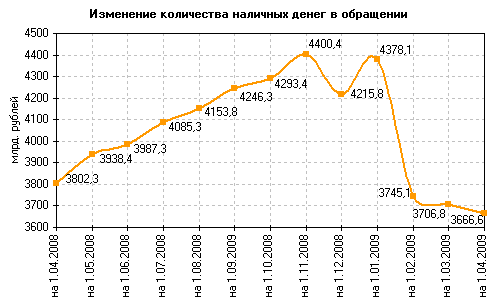 Изменение количества наличных денег в обращении
млрд. рублей
4500
4400
4300
4200
4100
4000
3900
3800
3700
3600
3802,3
3938,4
3987,3
4085,3
4153,8
4246,3
4293,4
4400,4
4215,8
4378,1
3745,1
3706,8
3666,6
на 1.04.2008
на 1.05.2008
на 1.06.2008
на 1.07.2008
на 1.08.2008
на 1.09.2009
на 1.10.2008
на 1.11.2008
на 1.12.2008
на 1.01.2009
на 1.02.2009
на 1.03.2009
на 1.04.2009